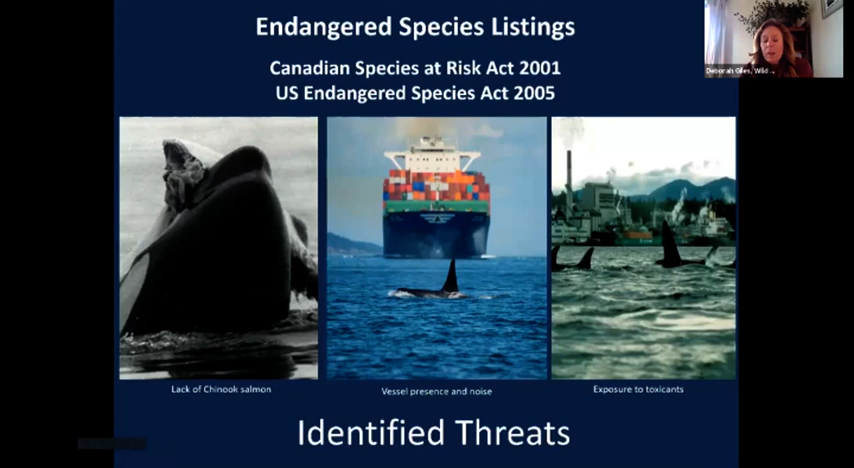 Endangered Species Listings
Canadian Species at Risk Act 2001
US Endangered Species Act 2005
Deborah Giles, Wild ...
Lack of Chinook salmon
Vessel presence and noise
Exposure to toxicants
Identified Threats